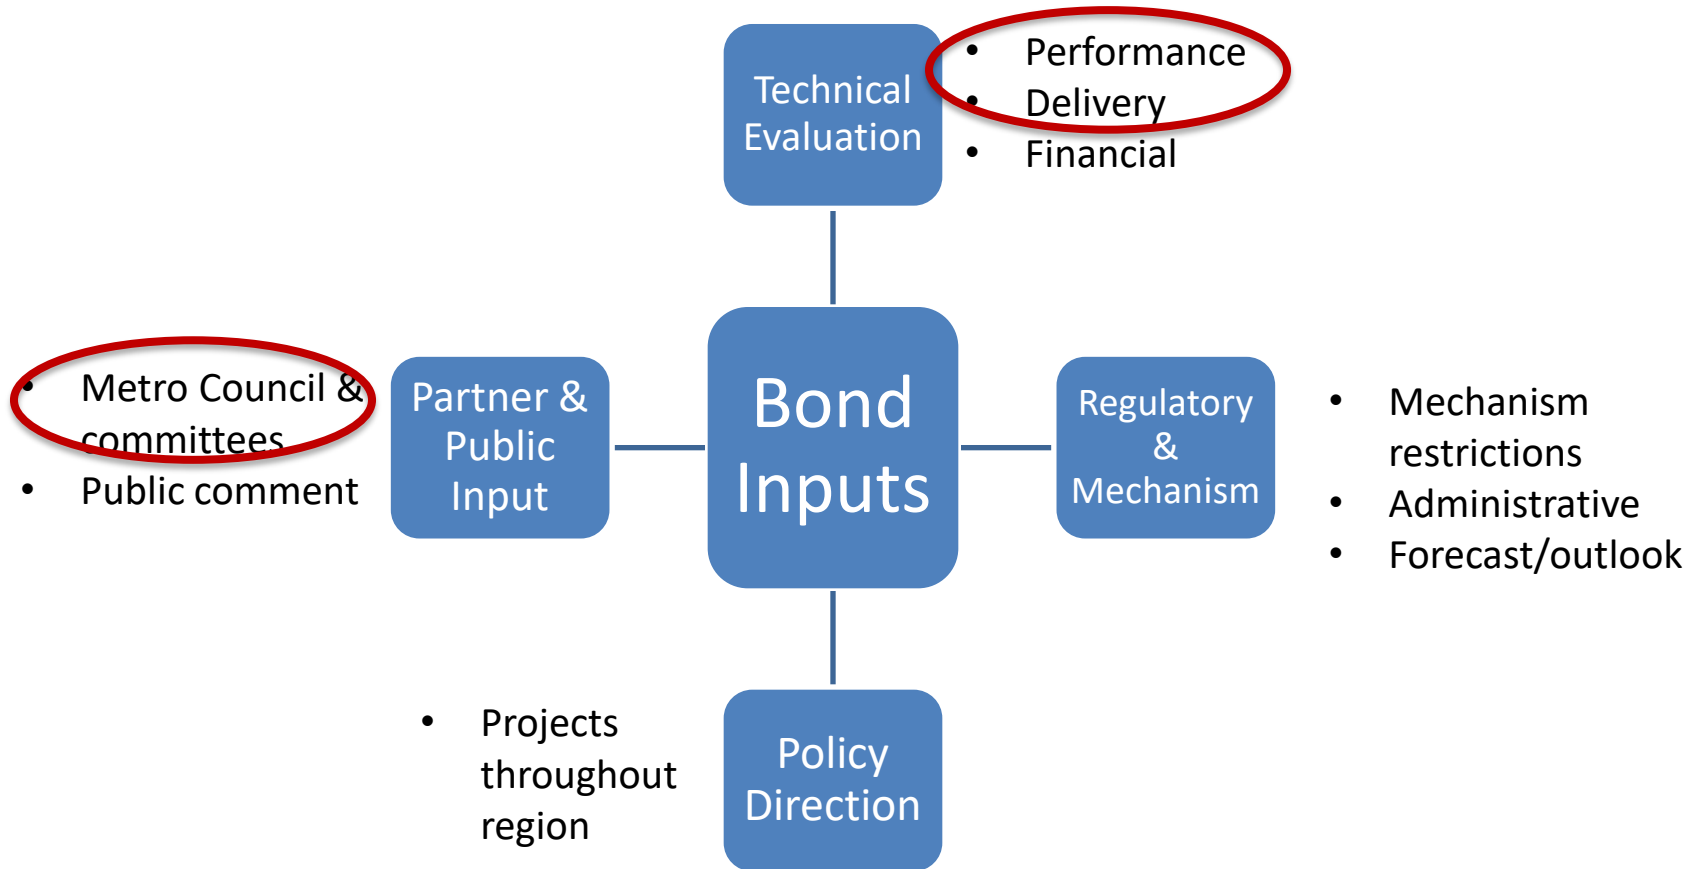 Technical
Evaluation
• Performance
• Delivery
• Financial
• Metro Council &
committees
• Public comment
Partner &
Public
Input
Bond
Inputs
Regulatory
&
Mechanism
• Mechanism
restrictions
• Administrative
• Forecast/outlook
• Projects
throughout
region
Policy
Direction